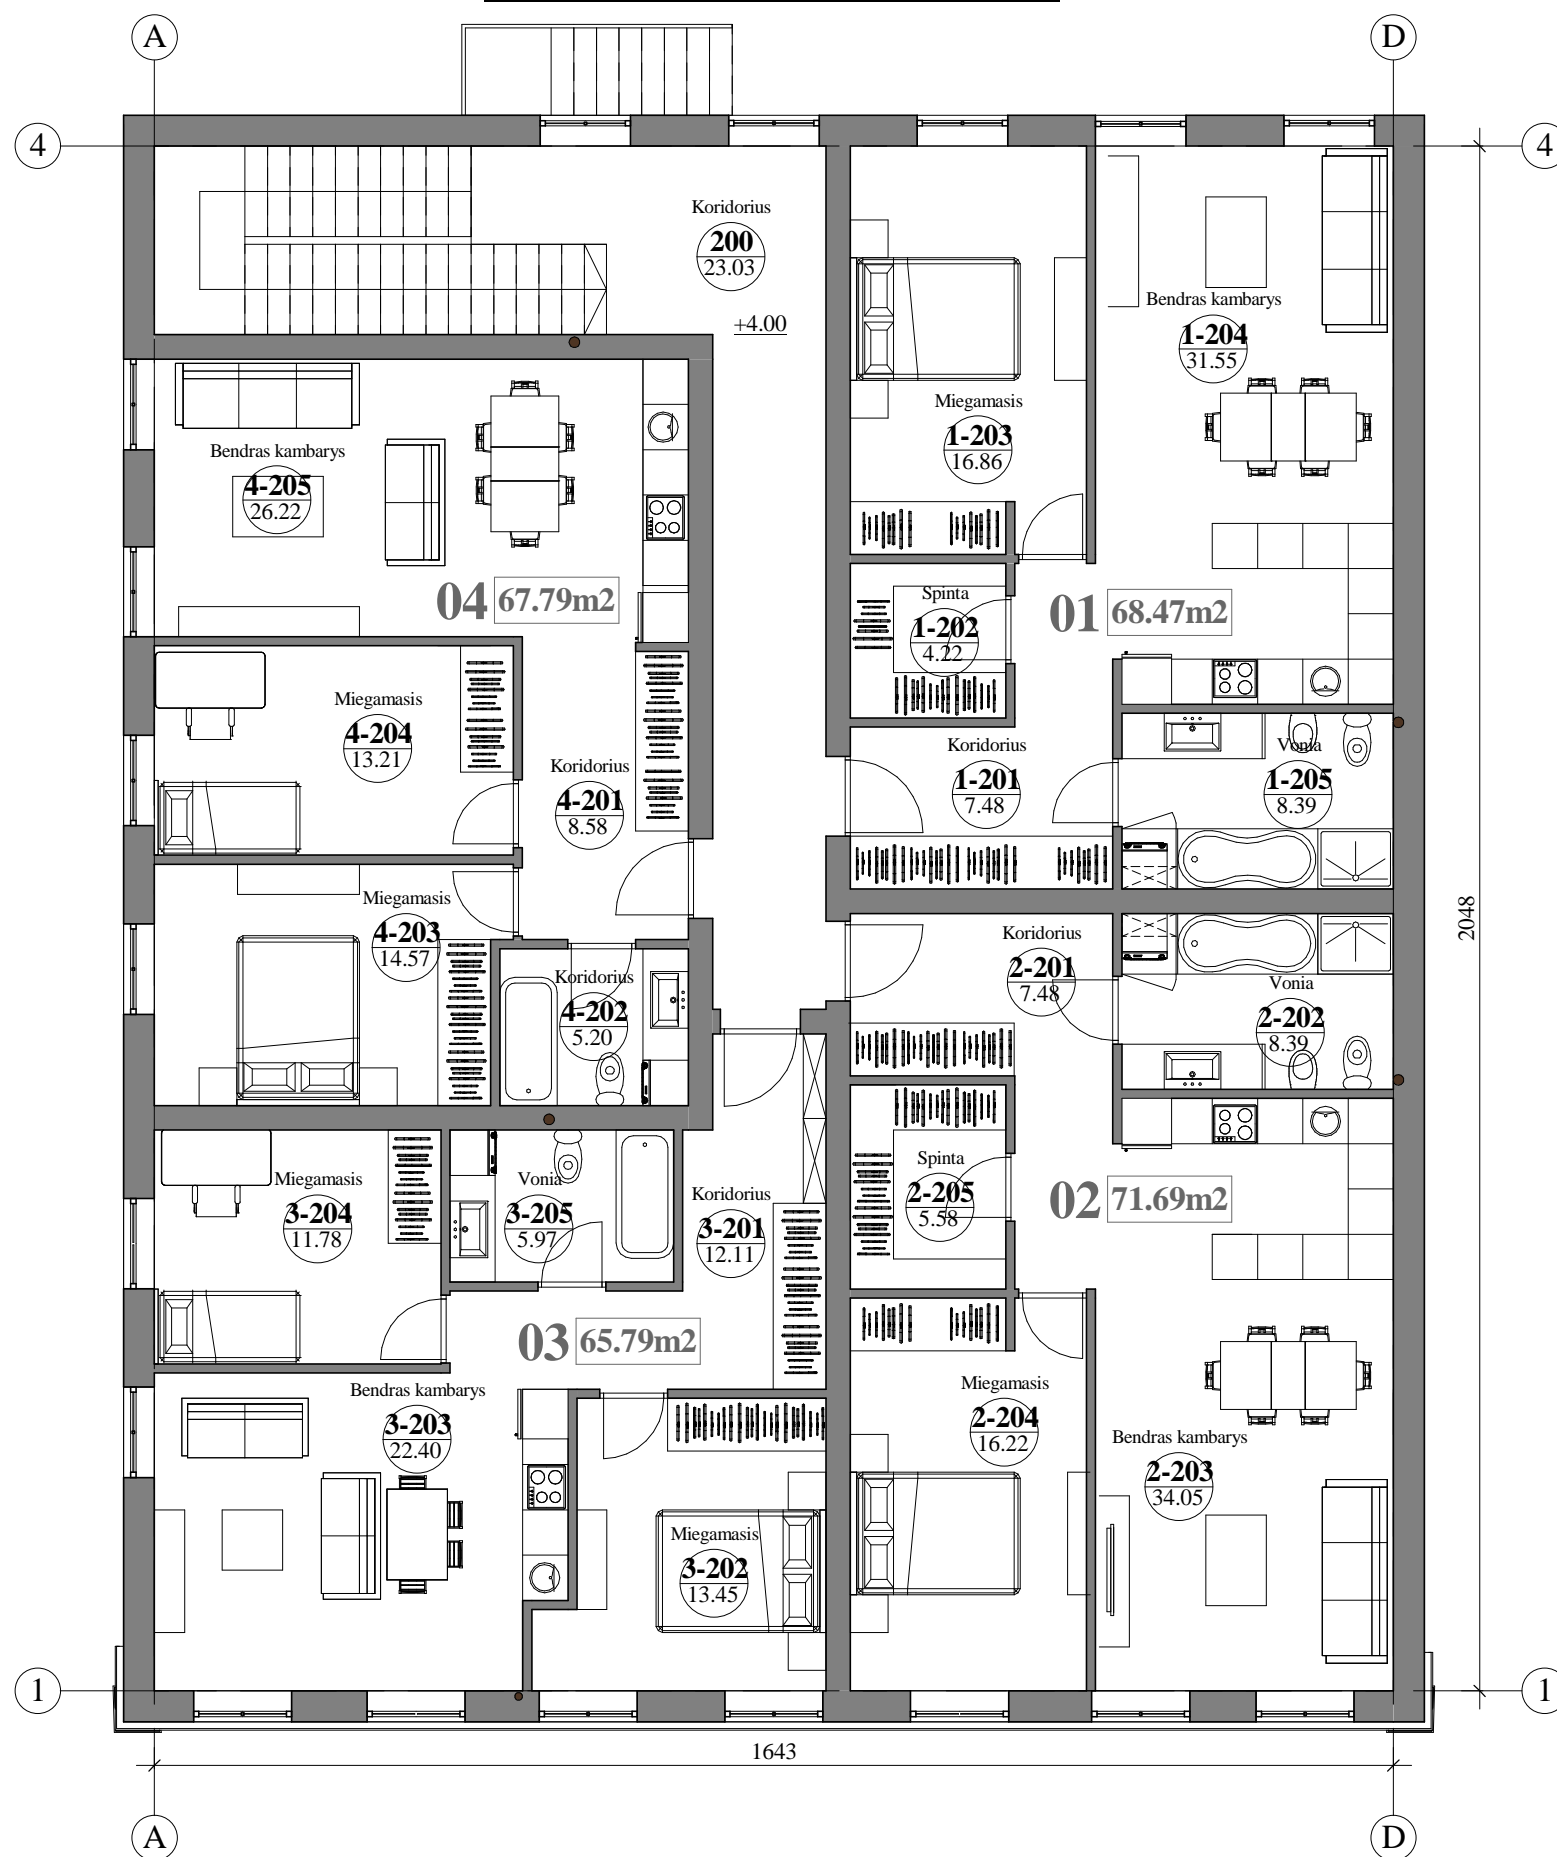 A
D
4
4
Koridorius
200
23.03
+4.00
Bendras kambarys
1-204
31.55
Miegamasis
1-203
16.86
Bendras kambarys
4-205
26.22
04 67.79m2
Spinta
1-202
4.22
01 68.47m2
Miegamasis
4-204
13.21
Koridorius
4-201
8.58
Koridorius
1-201
7.48
Vonia
1-205
8.39
Miegamasis
4-203
14.57
Koridorius
4-202
5.20
Koridorius
2-201
7.48
Vonia
2-202
8.39
2048
Miegamasis
3-204
11.78
Vonia
3-205
5.97
Koridorius
3-201
12.11
Spinta
2-205
5.58
02 71.69m2
03 65.79m2
Bendras kambarys
3-203
22.40
Miegamasis
2-204
16.22
Bendras kambarys
2-203
34.05
Miegamasis
3-202
13.45
1
1
1643
A
D